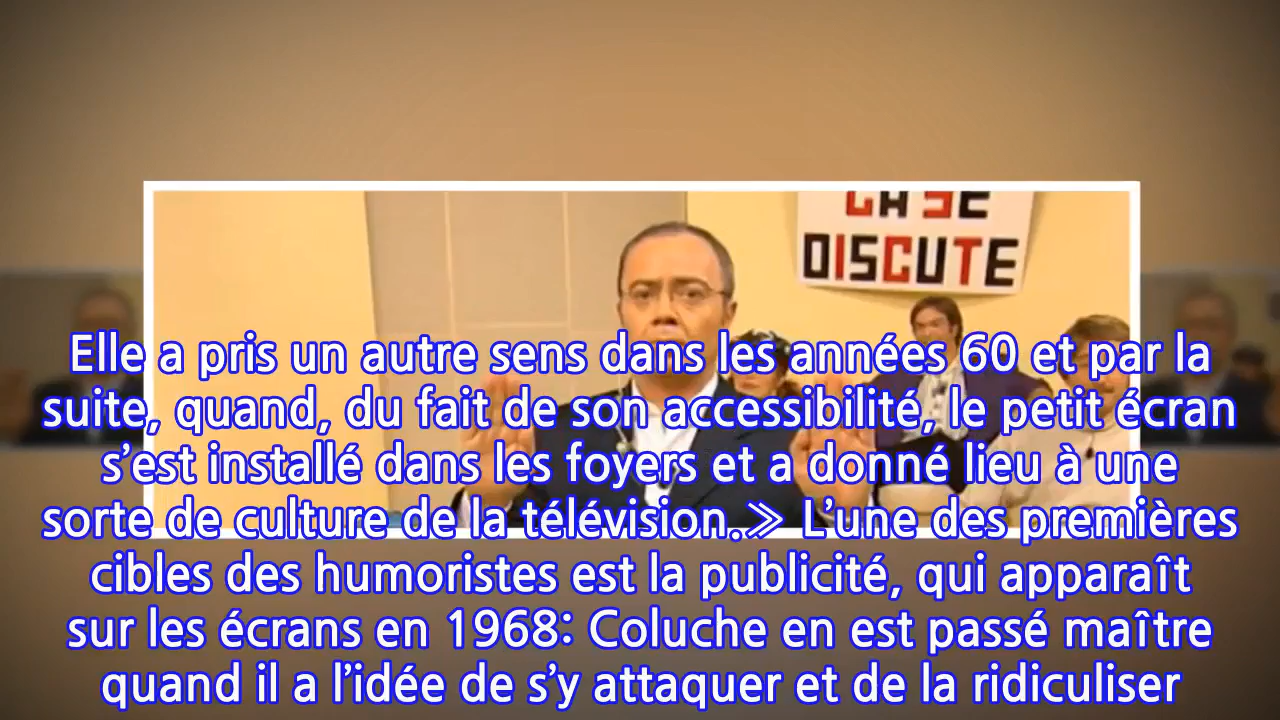 ÇA SE
DISCUTE
Elle a pris un autre sens dans les années 60 et par la
suite, quand, du fait de son accessibilité, le petit écran
s’est installé dans les foyers et a donné lieu à une
sorte de culture de la télévision.≫ L’une des premières
cibles des humoristes est la publicité, qui apparaît
sur les écrans en 1968: Coluche en est passé maître
quand il a l’idée de s’y attaquer et de la ridiculiser